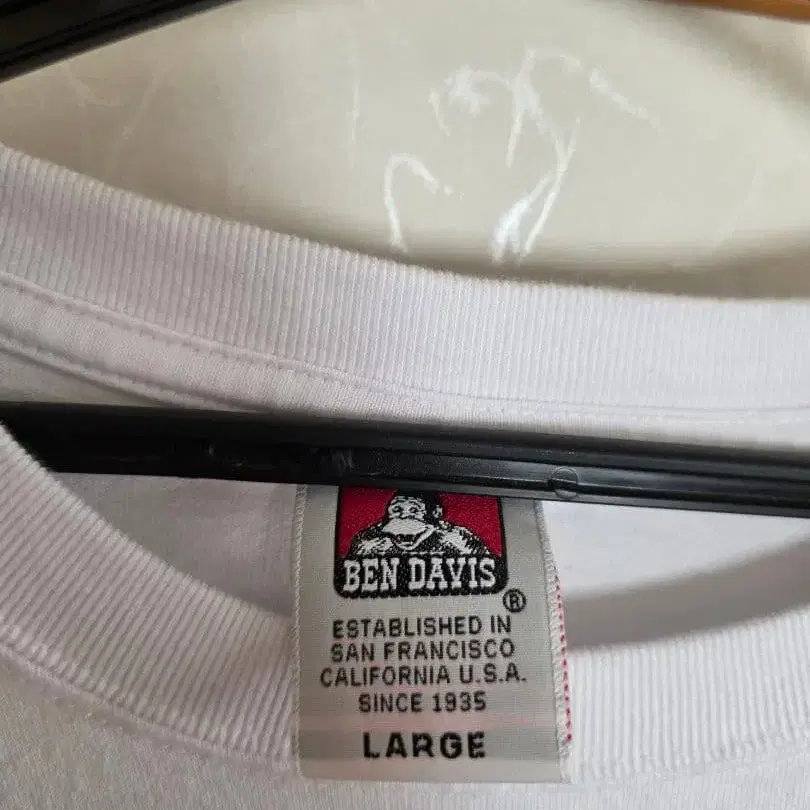 BEN DAVIS
®
ESTABLISHED IN
SAN FRANCISCO
CALIFORNIA U.S.A.
SINCE 1935
LARGE